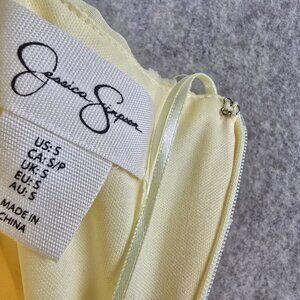 Jessica Simpson
US: S
CA: S/P
UK: S
EU: S
AU: S
MADE IN
CHINA